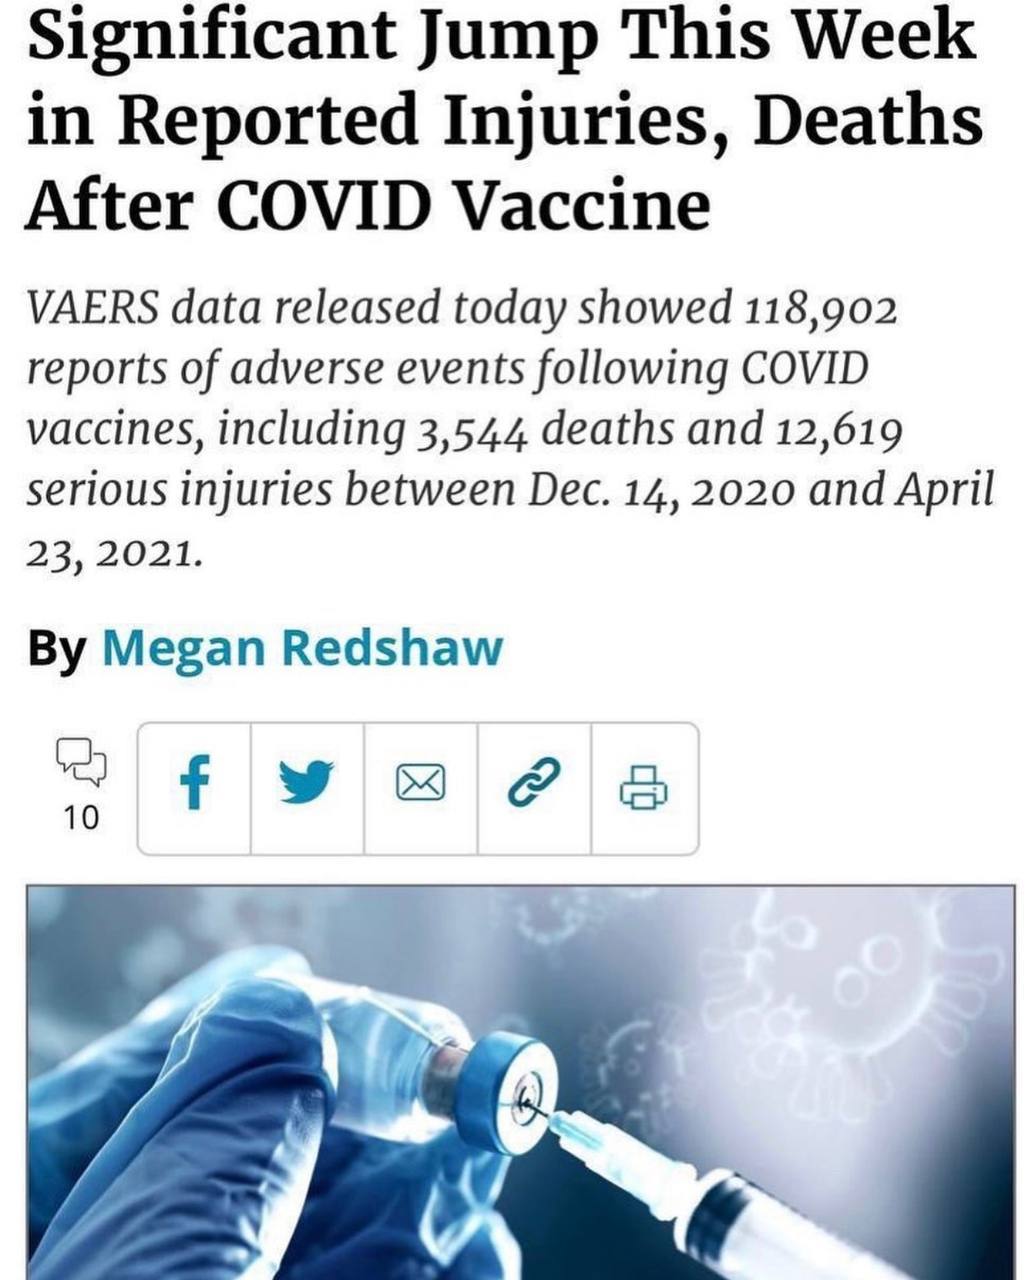 Significant Jump This Week
in Reported Injuries, Deaths
After COVID Vaccine
VAERS data released today showed 118,902
reports of adverse events following COVID
vaccines, including 3,544 deaths and 12,619
serious injuries between Dec. 14, 2020 and April
23, 2021.
By Megan Redshaw
10